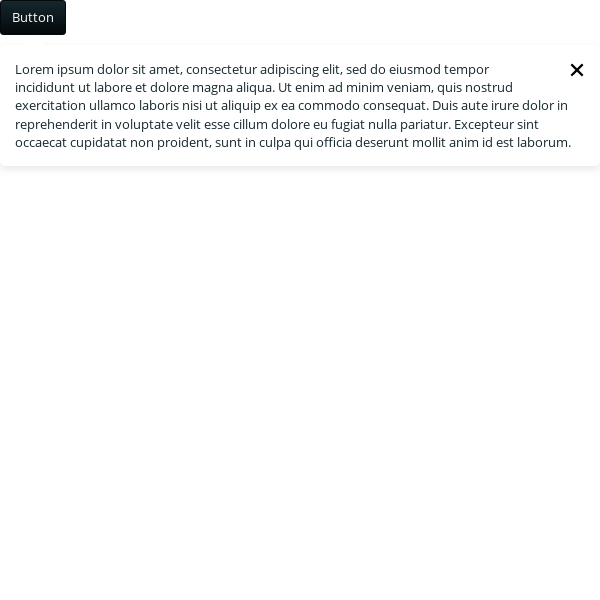 Button
Lorem ipsum dolor sit amet, consectetur adipiscing elit, sed do eiusmod tempor
incididunt ut labore et dolore magna aliqua. Ut enim ad minim veniam, quis nostrud
exercitation ullamco laboris nisi ut aliquip ex ea commodo consequat. Duis aute irure dolor in
reprehenderit in voluptate velit esse cillum dolore eu fugiat nulla pariatur. Excepteur sint
occaecat cupidatat non proident, sunt in culpa qui officia deserunt mollit anim id est laborum.